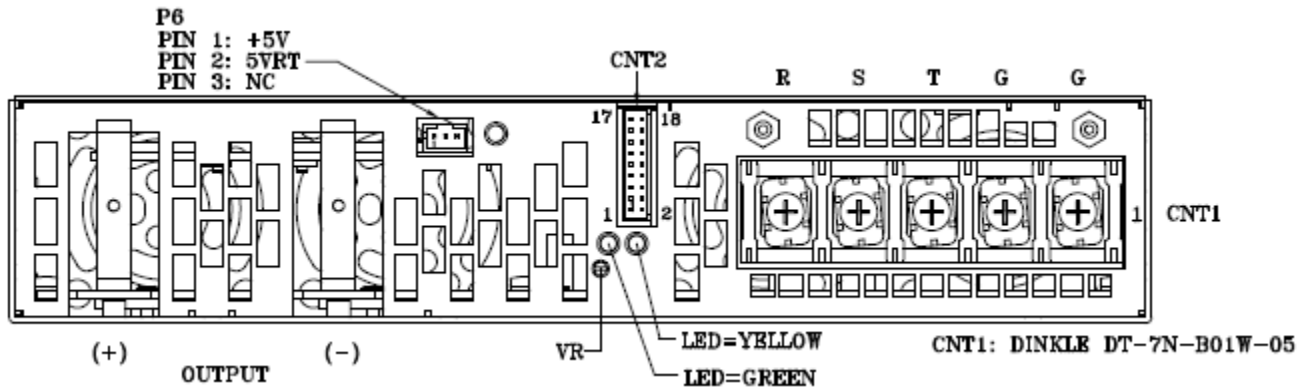 P6
PIN 1: +5V
PIN 2: 5VRT
PIN 3: NC
CNT2
R S T G G
17 18
1 2
1 CNT1
(+) (-)
OUTPUT
VR
LED=YELLOW
LED=GREEN
CNT1: DINKLE DT-7N-B01W-05